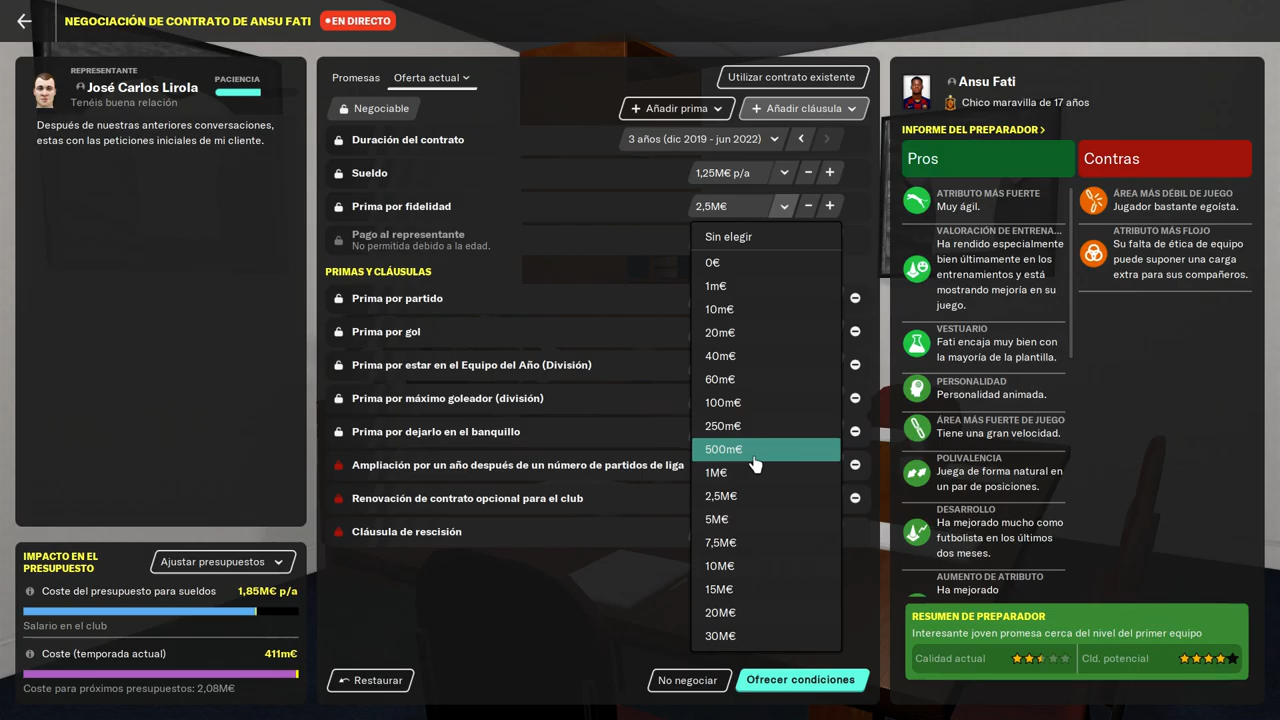 NEGOCIACIÓN DE CONTRATO DE ANSU FATI
EN DIRECTO
REPRESENTANTE
José Carlos Lirola
Tenéis buena relación
PACIENCIA
Después de nuestras anteriores conversaciones,
estas con las peticiones iniciales de mi cliente.
IMPACTO EN EL
PRESUPUESTO
Ajustar presupuestos
Coste del presupuesto para sueldos
1,85M€ p/a
Salario en el club
Coste (temporada actual)
411m€
Coste para próximos presupuestos: 2,08M€
Promesas
Oferta actual
Utilizar contrato existente
Negociable
+ Añadir prima
+ Añadir cláusula
Duración del contrato
3 años (dic 2019 - jun 2022)
Sueldo
1,25M€ p/a
Prima por fidelidad
2,5M€
Pago al representante
No permitida debido a la edad.
PRIMAS Y CLÁUSULAS
Prima por partido
Prima por gol
Prima por estar en el Equipo del Año (División)
Prima por máximo goleador (división)
Prima por dejarlo en el banquillo
Ampliación por un año después de un número de partidos de liga
Renovación de contrato opcional para el club
Cláusula de rescisión
Sin elegir
0€
1m€
10m€
20m€
40m€
60m€
100m€
250m€
500m€
1M€
2,5M€
5M€
7,5M€
10M€
15M€
20M€
30M€
Restaurar
No negociar
Ofrecer condiciones
Ansu Fati
Chico maravilla de 17 años
INFORME DEL PREPARADOR
Pros
Contras
ATRIBUTO MÁS FUERTE
Muy ágil.
VALORACIÓN DE ENTRENA...
Ha rendido especialmente
bien últimamente en los
entrenamientos y está
mostrando mejoría en su
juego.
VESTUARIO
Fati encaja muy bien con
la mayoría de la plantilla.
PERSONALIDAD
Personalidad animada.
ÁREA MÁS FUERTE DE JUEGO
Tiene una gran velocidad.
POLIVALENCIA
Juega de forma natural en
un par de posiciones.
DESARROLLO
Ha mejorado mucho como
futbolista en los últimos
dos meses.
AUMENTO DE ATRIBUTO
Ha mejorado
ÁREA MÁS DÉBIL DE JUEGO
Jugador bastante egoísta.
ATRIBUTO MÁS FLOJO
Su falta de ética de equipo
puede suponer una carga
extra para sus compañeros.
RESUMEN DE PREPARADOR
Interesante joven promesa cerca del nivel del primer equipo
Calidad actual
Cld. potencial